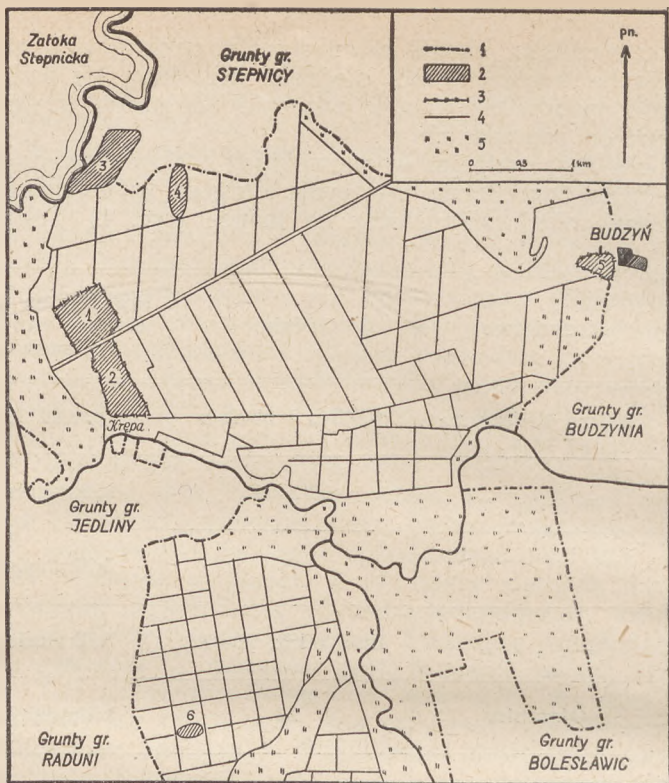 Zatoka
Stepnicka
Grunty gr.
STEPNICY
1
2
3
4
5
pn.
0 0,5 1km
3
4
BUDZYŃ
5
1
2
Krępa
Grunty gr.
BUDZYNIA
Grunty gr.
JEDLINY
6
Grunty gr.
RADUNI
Grunty gr.
BOLESŁAWIC